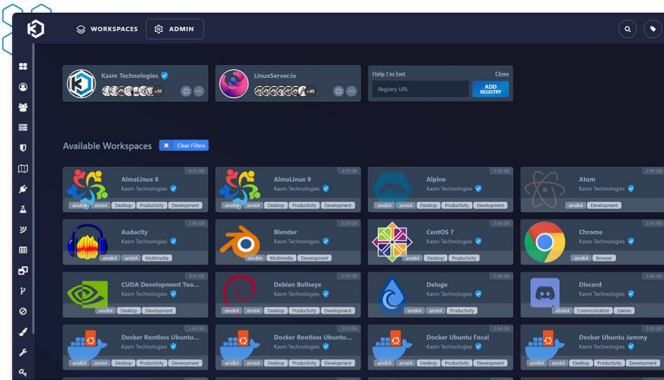 WORKSPACES
ADMIN
Kasm Technologies
LinuxServer.io
Help I'm lost
Close
Registry URL
ADD REGISTRY
Available Workspaces
Clear Filters
AlmaLinux 8
Kasm Technologies
amd64 arm64 Desktop Productivity Development
AlmaLinux 9
Kasm Technologies
amd64 arm64 Desktop Productivity Development
Alpine
Kasm Technologies
amd64 arm64 Desktop Productivity Development
Atom
Kasm Technologies
amd64 Development
Audacity
Kasm Technologies
amd64 arm64 Multimedia
Blender
Kasm Technologies
amd64 Multimedia Development
CentOS 7
Kasm Technologies
amd64 Desktop Productivity
Chrome
Kasm Technologies
amd64 Browser
CUDA Development Too...
Kasm Technologies
amd64 Desktop Development
Debian Bullseye
Kasm Technologies
amd64 arm64 Desktop Productivity Development
Deluge
Kasm Technologies
amd64 arm64 Productivity
Discord
Kasm Technologies
amd64 Communication Games
Docker Rootless Ubuntu...
Kasm Technologies
amd64 arm64 Desktop Productivity Development
Docker Rootless Ubuntu...
Kasm Technologies
amd64 arm64 Desktop Productivity Development
Docker Ubuntu Focal
Kasm Technologies
amd64 arm64 Desktop Productivity Development
Docker Ubuntu Jammy
Kasm Technologies
amd64 arm64 Desktop Productivity Development